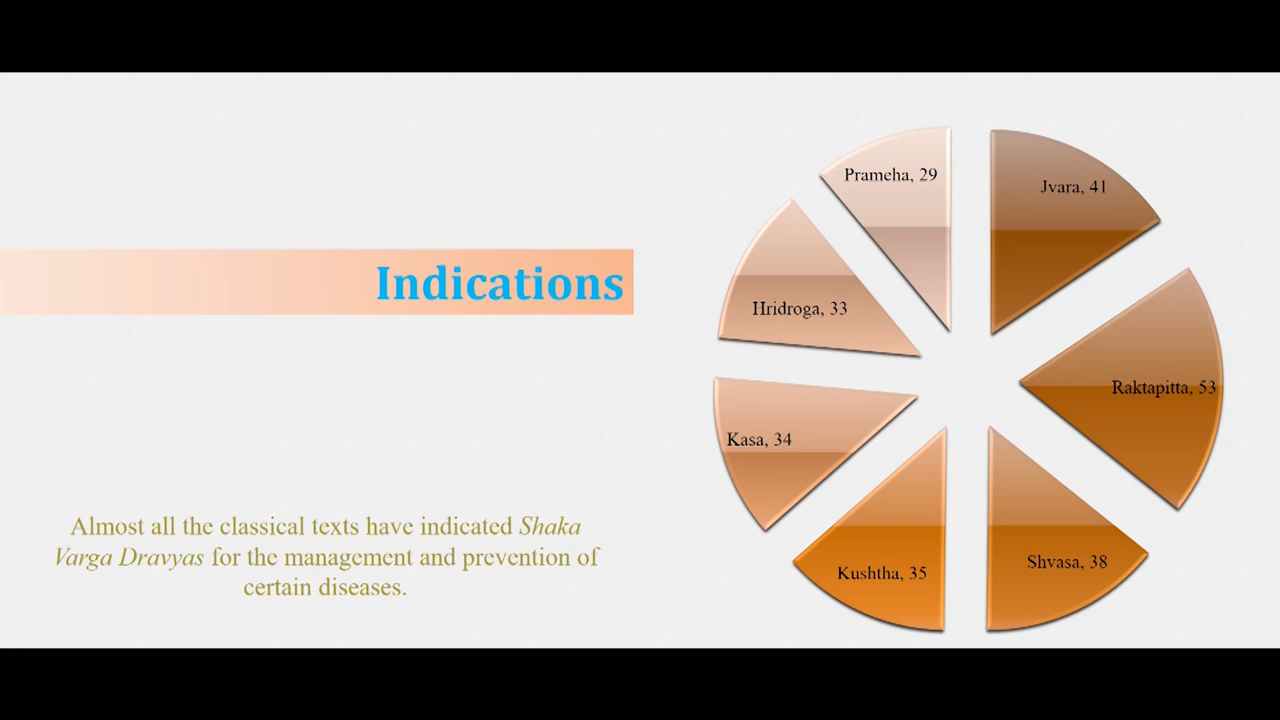 Indications
Almost all the classical texts have indicated Shaka
Varga Dravyas for the management and prevention of
certain diseases.
Prameha, 29
Jvara, 41
Hridroga, 33
Raktapitta, 53
Kasa, 34
Shvasa, 38
Kushtha, 35